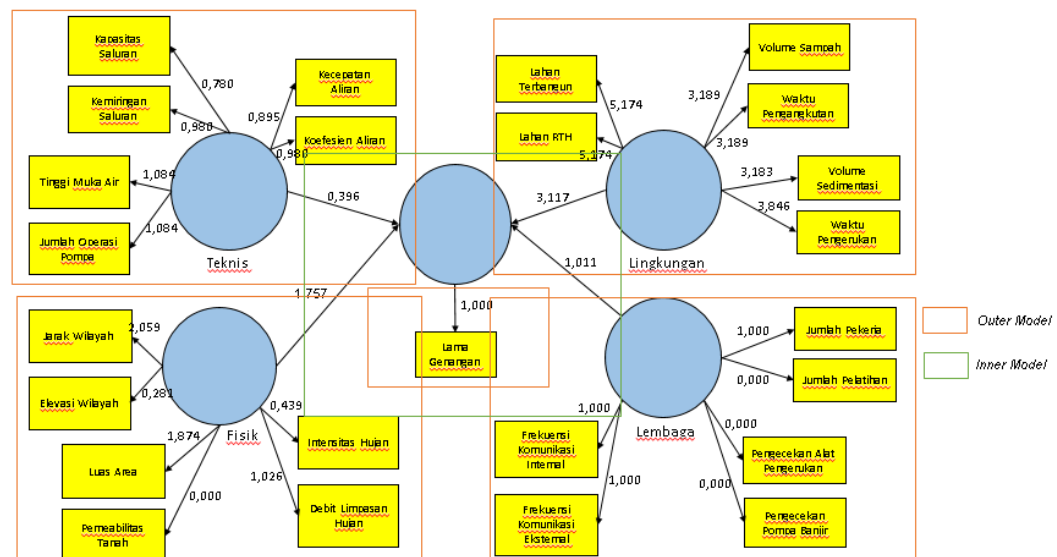 Kapasitas
Saluran
0,780
Kemiringan
Saluran
0,980
Kecepatan
Aliran
0,895
Koefesien Aliran
0,980
Tinggi Muka Air
1,084
Jumlah Operasi
Pompa
1,084
Teknis
0,396
Lahan
Terbangun
5,174
Lahan RTH
5,174
Volume Sampah
3,189
Waktu
Pengangkutan
3,189
Volume
Sedimentasi
3,183
Waktu
Pengerukan
3,846
Lingkungan
3,117
1,011
1,757
1,000
Lama
Genangan
Jarak Wilayah
2,059
Elevasi Wilayah
0,281
Luas Area
1,874
Pemeabilitas
Tanah
0,000
Fisik
0,439
Intensitas Hujan
1,026
Debit Limpasan
Hujan
Jumlah Pekerja
1,000
Jumlah Pelatihan
0,000
Lembaga
1,000
Frekuensi
Komunikasi
Internal
1,000
Frekuensi
Komunikasi
Eksternal
0,000
Pengecekan Alat
Pengerukan
0,000
Pengecekan
Pompa Banjir
Outer Model
Inner Model